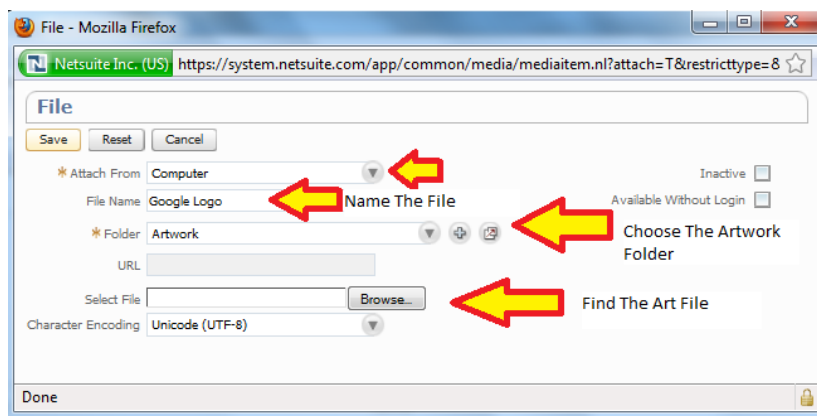 File - Mozilla Firefox
Netsuite Inc. (US) https://system.netsuite.com/app/common/media/mediaitem.nl?attach=T&restricttype=8
File
Save Reset Cancel
* Attach From Computer Inactive
File Name Google Logo Name The File Available Without Login
* Folder Artwork Choose The Artwork
Folder
URL
Select File Browse... Find The Art File
Character Encoding Unicode (UTF-8)
Done